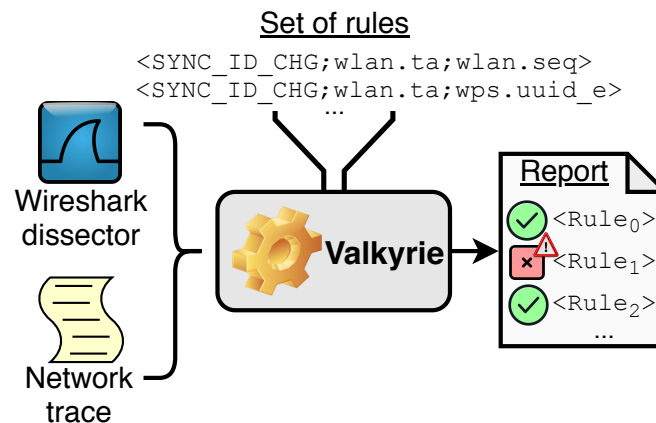 Set of rules
<SYNC_ID_CHG;wlan.ta;wlan.seq>
<SYNC_ID_CHG;wlan.ta;wps.uuid_e>
...
Wireshark
dissector
Network
trace
Valkyrie
Report
<Rule₀>
!
<Rule₁>
<Rule₂>
...